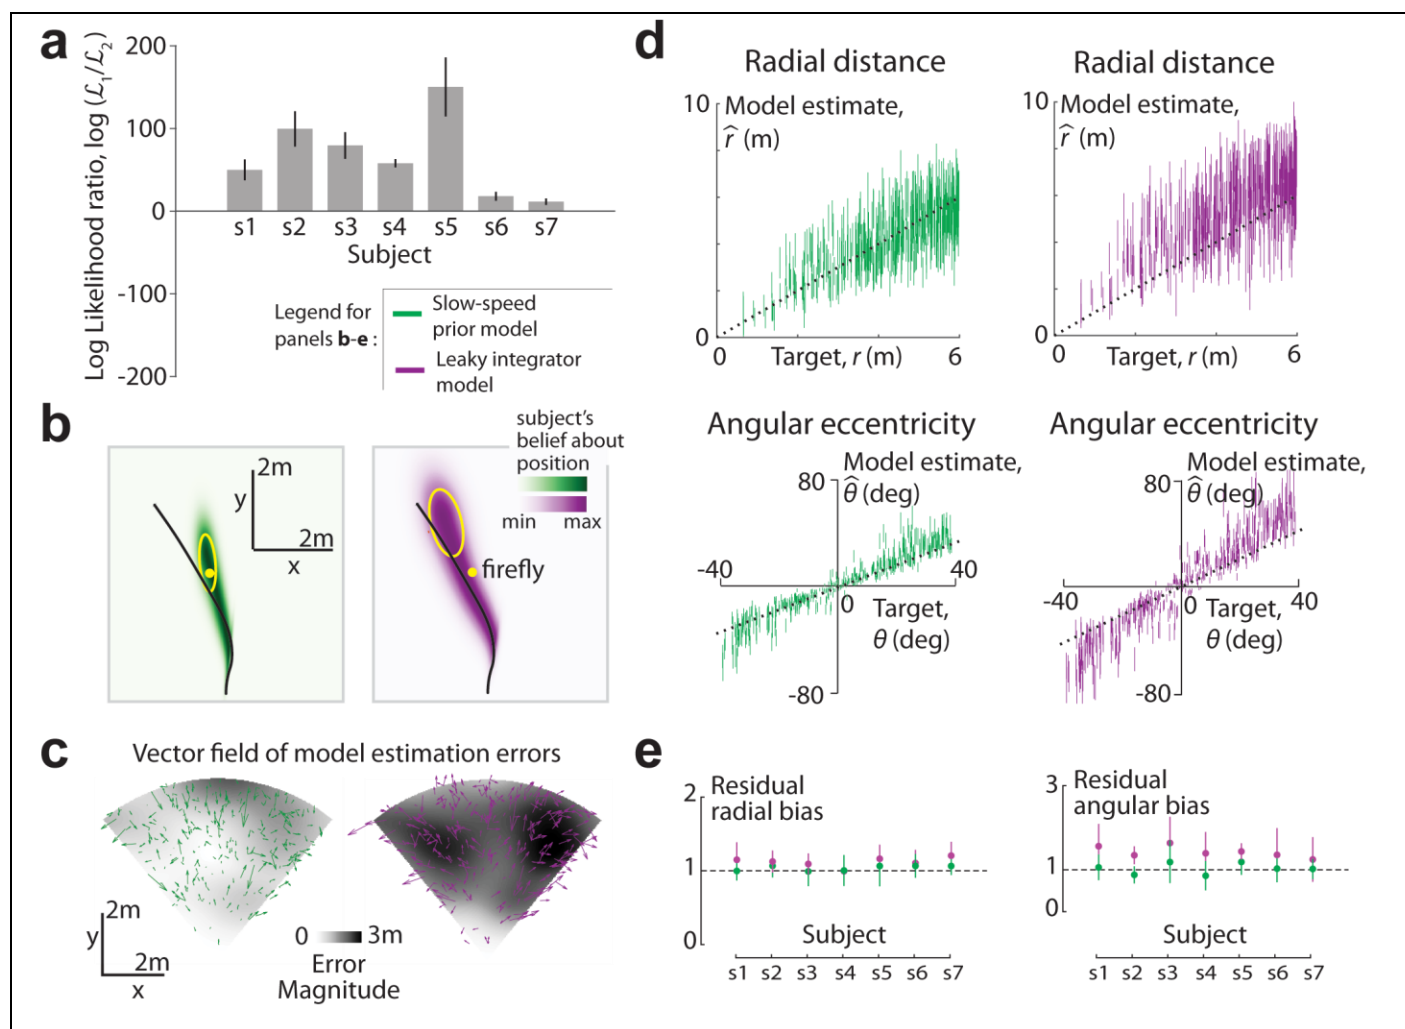 a
Log Likelihood ratio, log (ℒ₁/ℒ₂)
200
100
0
-100
-200
s1 s2 s3 s4 s5 s6 s7
Subject
Legend for
panels b-e :
Slow-speed
prior model
Leaky integrator
model
b
2m
y
2m
x
subject's
belief about
position
min max
firefly
c
Vector field of model estimation errors
2m
y
2m
x
0 3m
Error
Magnitude
d
Radial distance
10
Model estimate,
r̂ (m)
0
0 Target, r (m) 6
Radial distance
10
Model estimate,
r̂ (m)
0
0 Target, r (m) 6
Angular eccentricity
80
Model estimate,
θ̂ (deg)
-40
40
0
Target,
θ (deg)
-80
Angular eccentricity
80
Model estimate,
θ̂ (deg)
-40
0
40
Target,
θ (deg)
-80
e
2
Residual
radial bias
1
0
Subject
s1 s2 s3 s4 s5 s6 s7
3
Residual
angular bias
1
0
Subject
s1 s2 s3 s4 s5 s6 s7